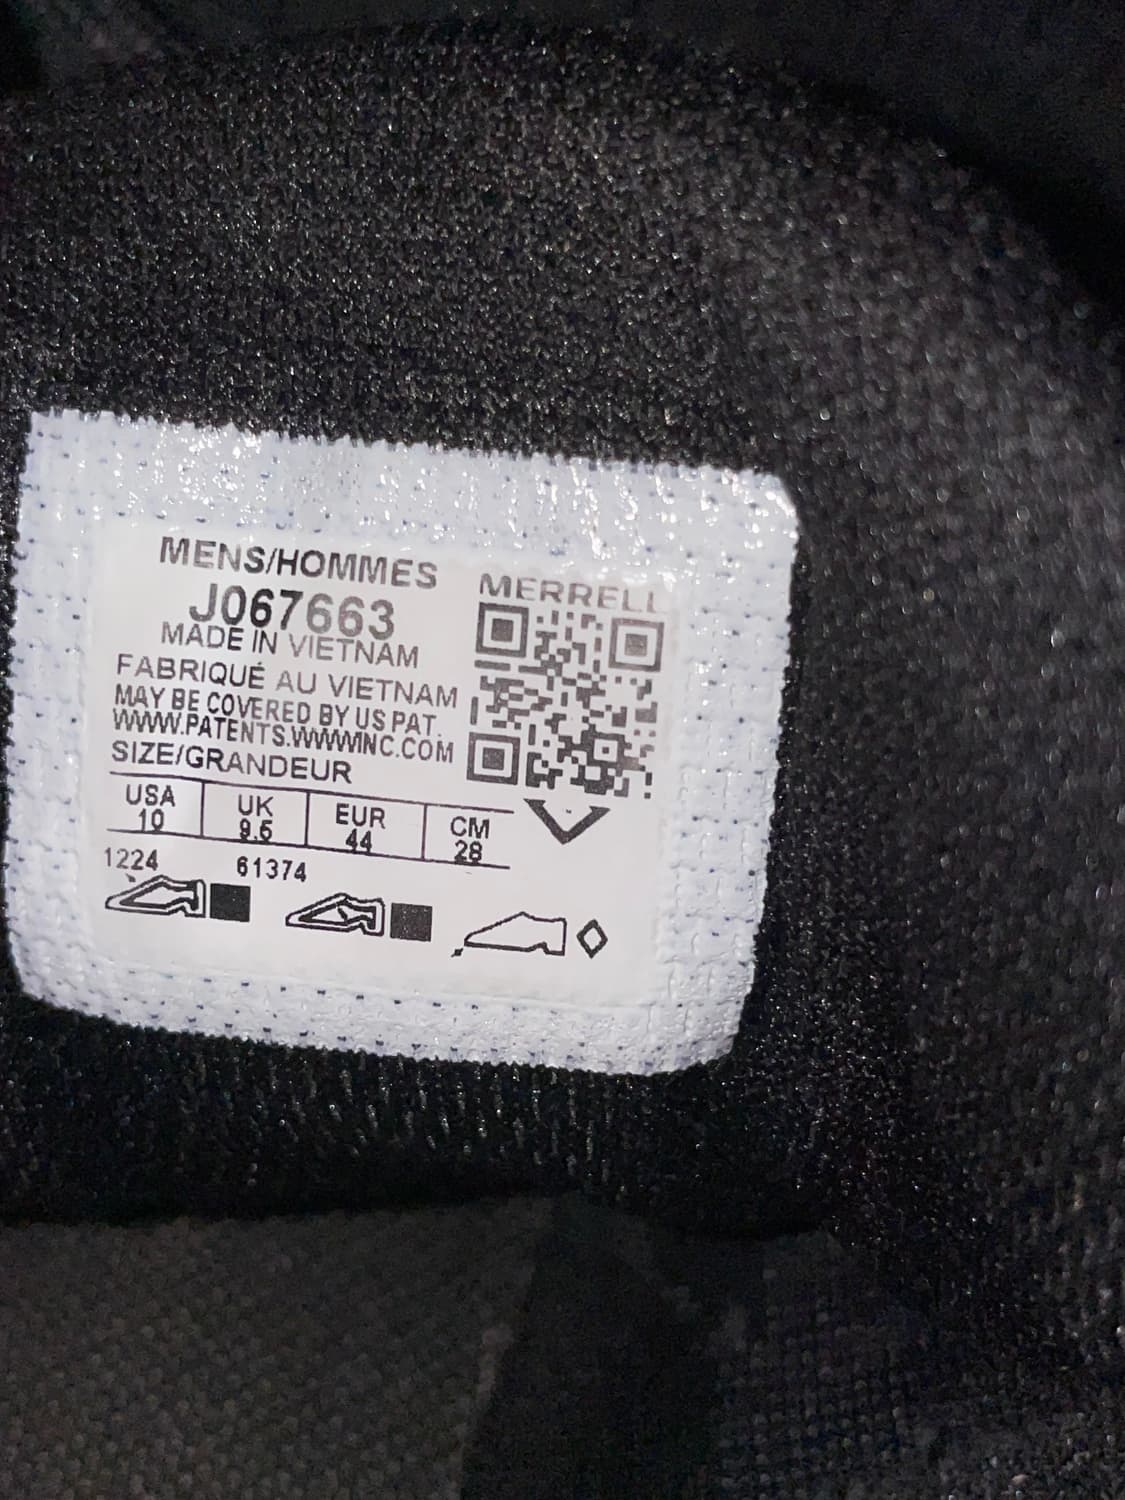 MENS/HOMMES
J067663
MADE IN VIETNAM
FABRIQUÉ AU VIETNAM
MAY BE COVERED BY US PAT.
WWW.PATENTS.WWWINC.COM
SIZE/GRANDEUR
MERRELL
USA UK EUR CM
10 9.5 44 28
1224 61374